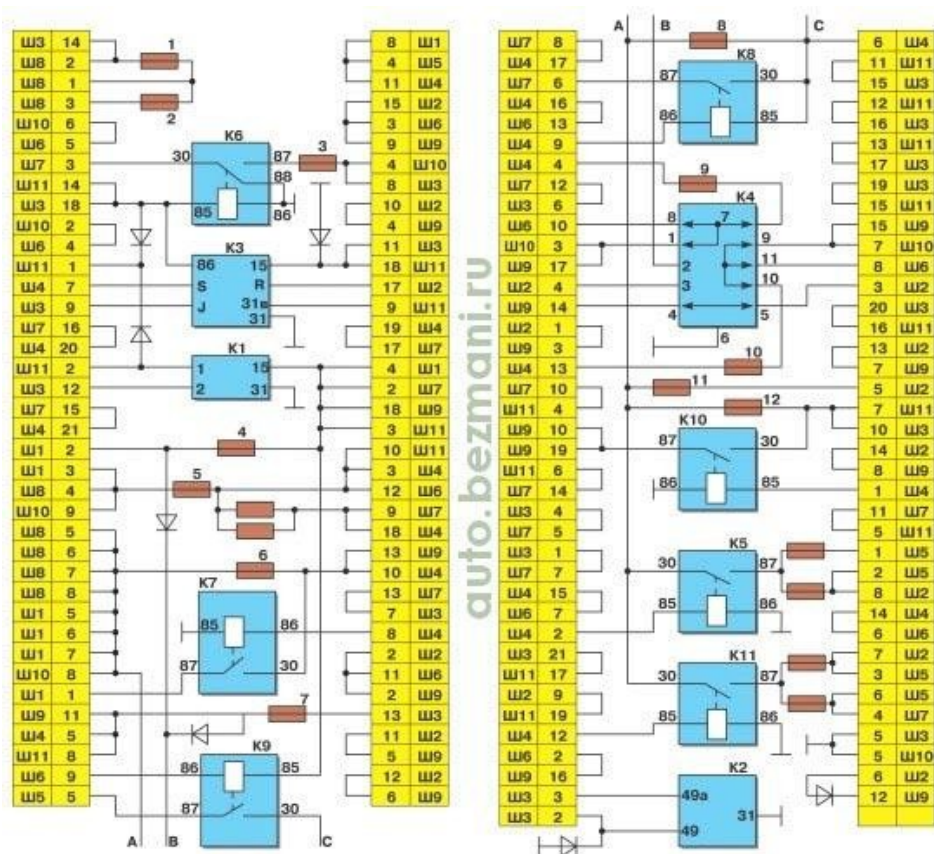 Ш3 14
Ш8 2
Ш8 1
Ш8 3
Ш10 6
Ш6 5
Ш7 3
Ш11 14
Ш3 18
Ш10 2
Ш6 4
Ш11 1
Ш4 7
Ш3 9
Ш7 16
Ш4 20
Ш11 2
Ш3 12
Ш7 15
Ш4 21
Ш1 2
Ш1 3
Ш8 4
Ш10 9
Ш8 5
Ш8 6
Ш8 7
Ш8 8
Ш1 5
Ш1 6
Ш1 7
Ш10 8
Ш1 1
Ш9 11
Ш4 5
Ш11 8
Ш6 9
Ш5 5
1
2
К6
30 87 3
88
85 86
К3
86 15
S R
J 31в
31
К1
1 15
2 31
4
5
6
К7
85 86
87 30
7
К9
86 85
87 30
A B C
8 Ш1
4 Ш5
11 Ш4
15 Ш2
3 Ш6
9 Ш9
4 Ш10
8 Ш3
10 Ш2
4 Ш9
11 Ш3
18 Ш11
17 Ш2
9 Ш11
19 Ш4
17 Ш7
4 Ш1
2 Ш7
18 Ш9
3 Ш11
10 Ш11
3 Ш4
12 Ш6
9 Ш7
18 Ш4
13 Ш9
10 Ш4
13 Ш7
7 Ш3
8 Ш4
2 Ш2
11 Ш6
2 Ш9
13 Ш3
11 Ш2
5 Ш9
12 Ш2
6 Ш9
auto.bezmani.ru
Ш7 8
Ш4 17
Ш7 6
Ш4 16
Ш6 13
Ш4 9
Ш4 4
Ш7 12
Ш3 6
Ш6 10
Ш10 3
Ш9 17
Ш2 4
Ш9 14
Ш2 1
Ш9 3
Ш4 13
Ш7 10
Ш11 4
Ш9 10
Ш9 19
Ш11 6
Ш7 14
Ш3 4
Ш7 5
Ш3 1
Ш7 7
Ш4 15
Ш6 7
Ш4 2
Ш3 21
Ш11 17
Ш2 9
Ш11 19
Ш4 12
Ш6 2
Ш9 16
Ш3 3
Ш3 2
A B C
8
К8
87 30
86 85
9
К4
8 7
1 9
2 11
3 10
4 5
6
10
11
12
К10
87 30
86 85
К5
30 87
85 86
К11
30 87
85 86
К2
49а 31
49
6 Ш4
11 Ш11
15 Ш3
12 Ш11
16 Ш3
13 Ш11
17 Ш3
19 Ш3
15 Ш11
15 Ш9
7 Ш10
8 Ш6
3 Ш2
20 Ш3
16 Ш11
13 Ш2
7 Ш9
5 Ш2
7 Ш11
10 Ш3
14 Ш2
8 Ш9
1 Ш4
11 Ш7
5 Ш11
1 Ш5
2 Ш5
8 Ш2
14 Ш4
6 Ш6
7 Ш2
3 Ш5
6 Ш5
4 Ш7
5 Ш3
5 Ш10
6 Ш2
12 Ш9